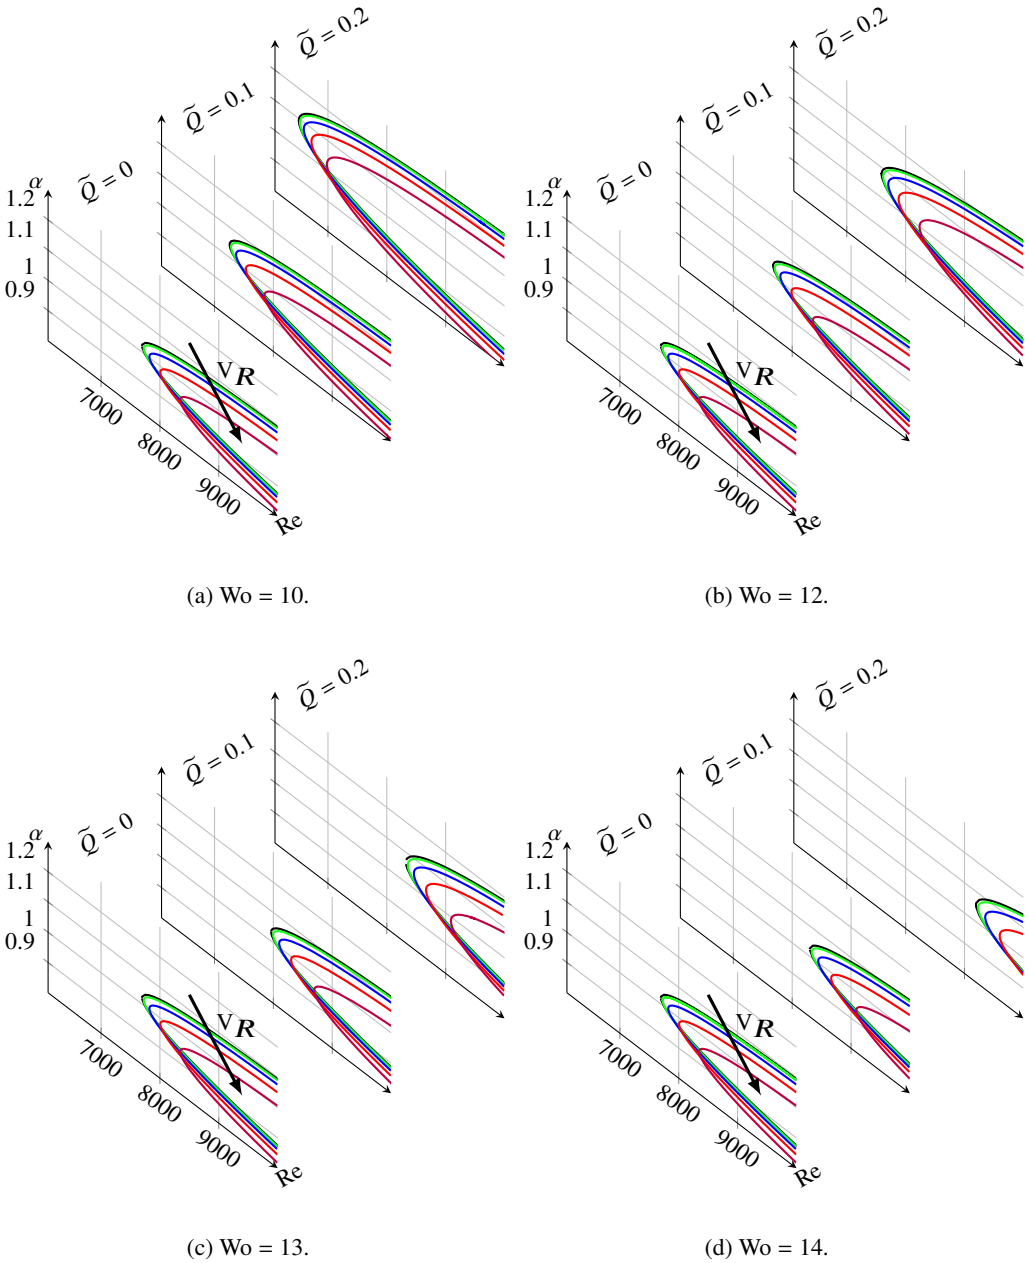 Q̃ = 0.2
Q̃ = 0.1
Q̃ = 0
α
1.2
1.1
1
0.9
∇R
7000
8000
9000
Re
(a) Wo = 10.
Q̃ = 0.2
Q̃ = 0.1
Q̃ = 0
α
1.2
1.1
1
0.9
∇R
7000
8000
9000
Re
(b) Wo = 12.
Q̃ = 0.2
Q̃ = 0.1
Q̃ = 0
α
1.2
1.1
1
0.9
∇R
7000
8000
9000
Re
(c) Wo = 13.
Q̃ = 0.2
Q̃ = 0.1
Q̃ = 0
α
1.2
1.1
1
0.9
∇R
7000
8000
9000
Re
(d) Wo = 14.